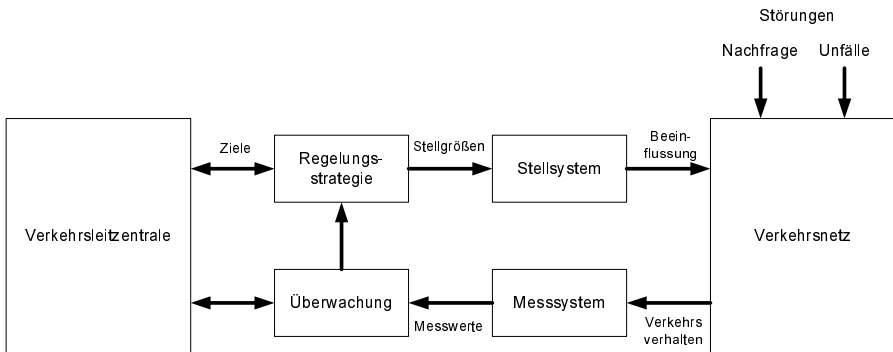 Störungen
Nachfrage
Unfälle
Ziele
Regelungs-
strategie
Stellgrößen
Stellsystem
Beein-
flussung
Verkehrsleitzentrale
Verkehrsnetz
Überwachung
Messwerte
Messsystem
Verkehrs
verhalten